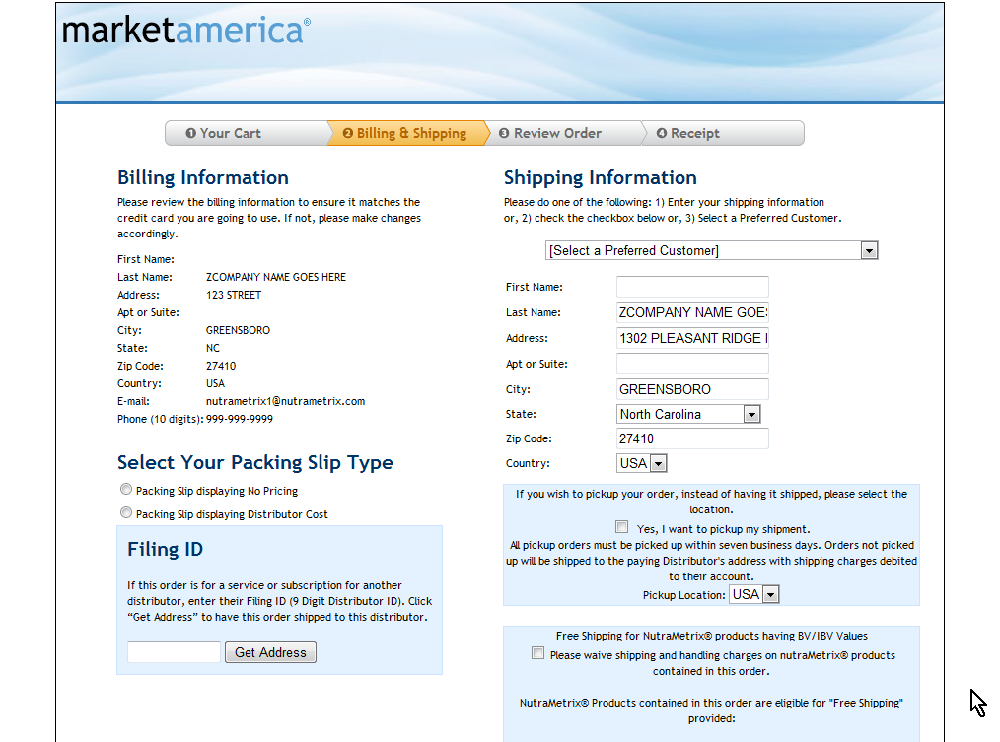 marketamerica®
1 Your Cart
2 Billing & Shipping
3 Review Order
4 Receipt
Billing Information
Please review the billing information to ensure it matches the
credit card you are going to use. If not, please make changes
accordingly.
First Name:
Last Name: ZCOMPANY NAME GOES HERE
Address: 123 STREET
Apt or Suite:
City: GREENSBORO
State: NC
Zip Code: 27410
Country: USA
E-mail: nutrametrix1@nutrametrix.com
Phone (10 digits): 999-999-9999
Select Your Packing Slip Type
Packing Slip displaying No Pricing
Packing Slip displaying Distributor Cost
Filing ID
If this order is for a service or subscription for another
distributor, enter their Filing ID (9 Digit Distributor ID). Click
“Get Address” to have this order shipped to this distributor.
Get Address
Shipping Information
Please do one of the following: 1) Enter your shipping information
or, 2) check the checkbox below or, 3) Select a Preferred Customer.
[Select a Preferred Customer]
First Name:
Last Name: ZCOMPANY NAME GOES
Address: 1302 PLEASANT RIDGE
Apt or Suite:
City: GREENSBORO
State: North Carolina
Zip Code: 27410
Country: USA
If you wish to pickup your order, instead of having it shipped, please select the
location.
Yes, I want to pickup my shipment.
All pickup orders must be picked up within seven business days. Orders not picked
up will be shipped to the paying Distributor's address with shipping charges debited
to their account.
Pickup Location: USA
Free Shipping for NutraMetrix® products having BV/IBV Values
Please waive shipping and handling charges on nutraMetrix® products
contained in this order.
NutraMetrix® Products contained in this order are eligible for "Free Shipping"
provided: